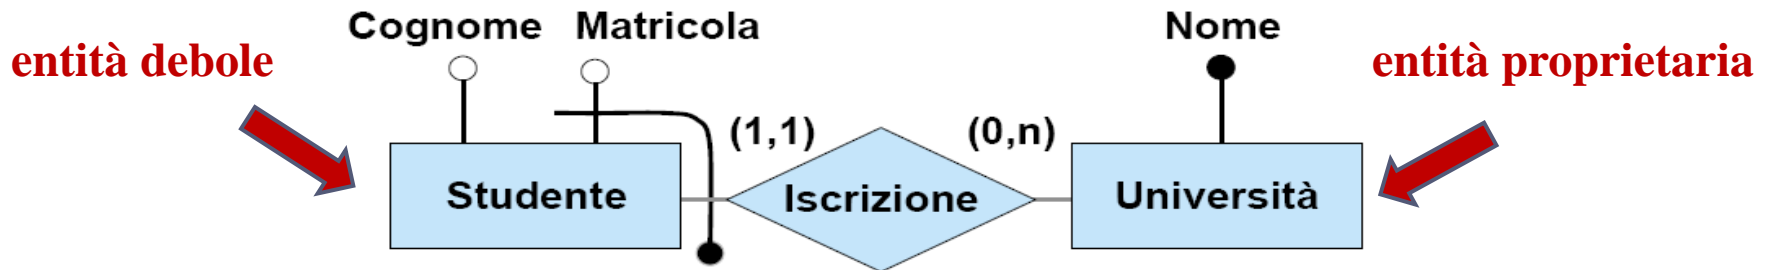 Cognome Matricola Nome
entità debole entità proprietaria
(1,1) (0,n)
Studente Iscrizione Università